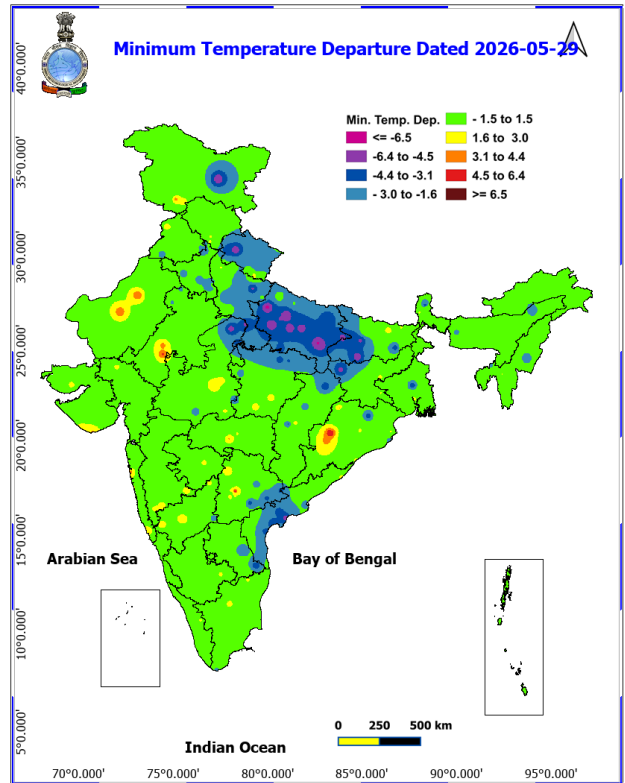 Minimum Temperature Departure Dated 2026-05-29
Min. Temp. Dep.
<= -6.5
-6.4 to -4.5
-4.4 to -3.1
- 3.0 to -1.6
- 1.5 to 1.5
1.6 to 3.0
3.1 to 4.4
4.5 to 6.4
>= 6.5
40°0.000'
35°0.000'
30°0.000'
25°0.000'
20°0.000'
15°0.000'
10°0.000'
5°0.000'
Arabian Sea
Bay of Bengal
Indian Ocean
0 250 500 km
70°0.000' 75°0.000' 80°0.000' 85°0.000' 90°0.000' 95°0.000'